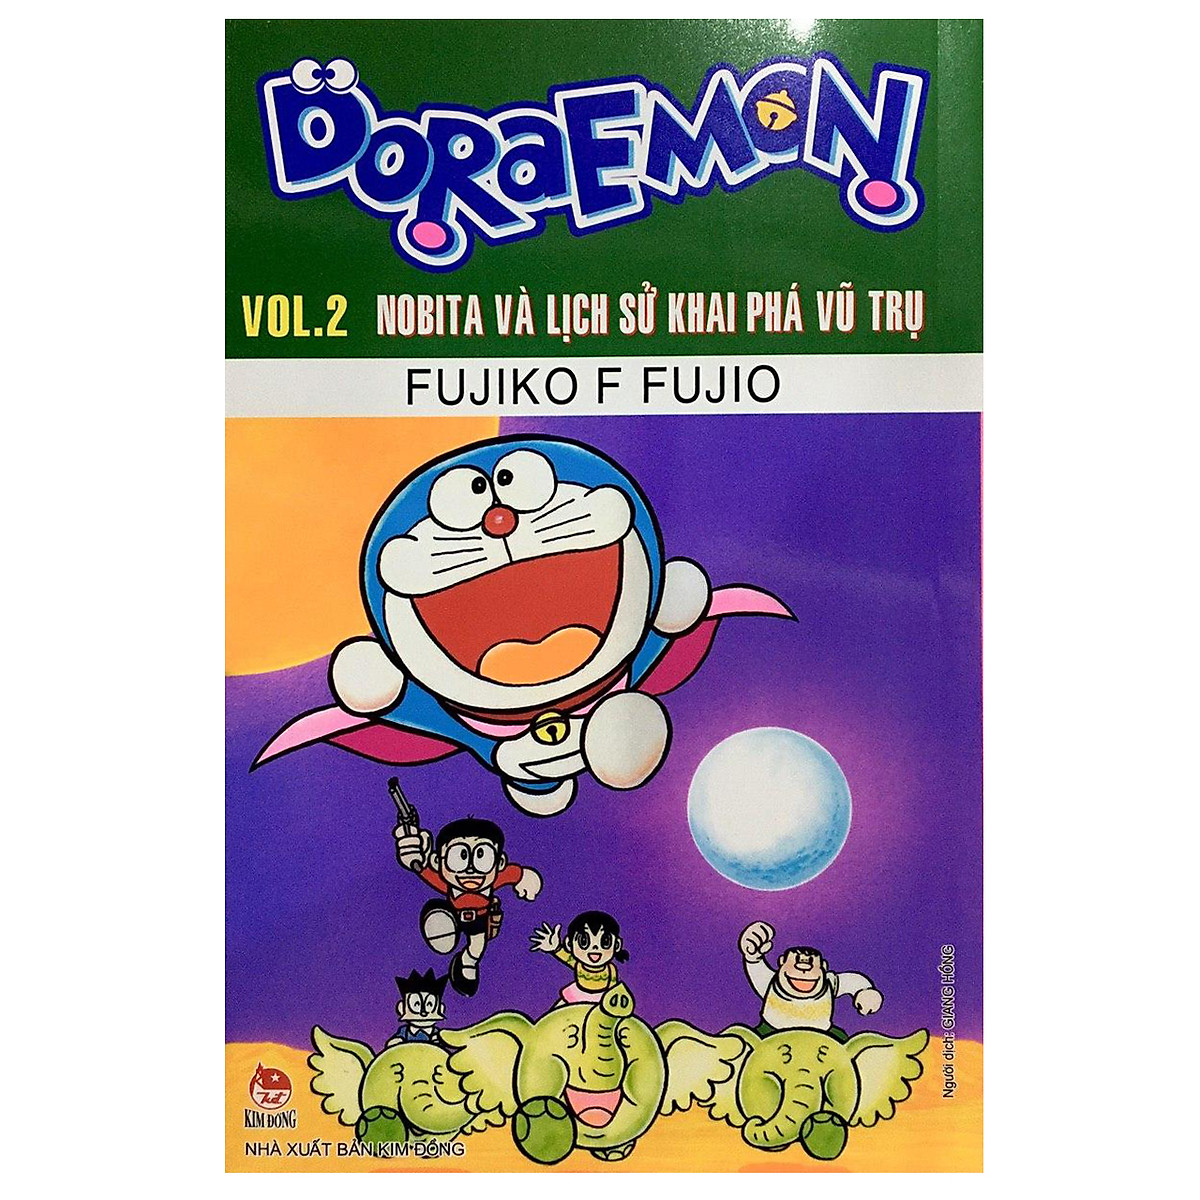 DORAEMON
VOL.2 NOBITA VÀ LỊCH SỬ KHAI PHÁ VŨ TRỤ
FUJIKO F FUJIO
Người dịch: GIANG HỒNG
KIM ĐỒNG
NHÀ XUẤT BẢN KIM ĐỒNG